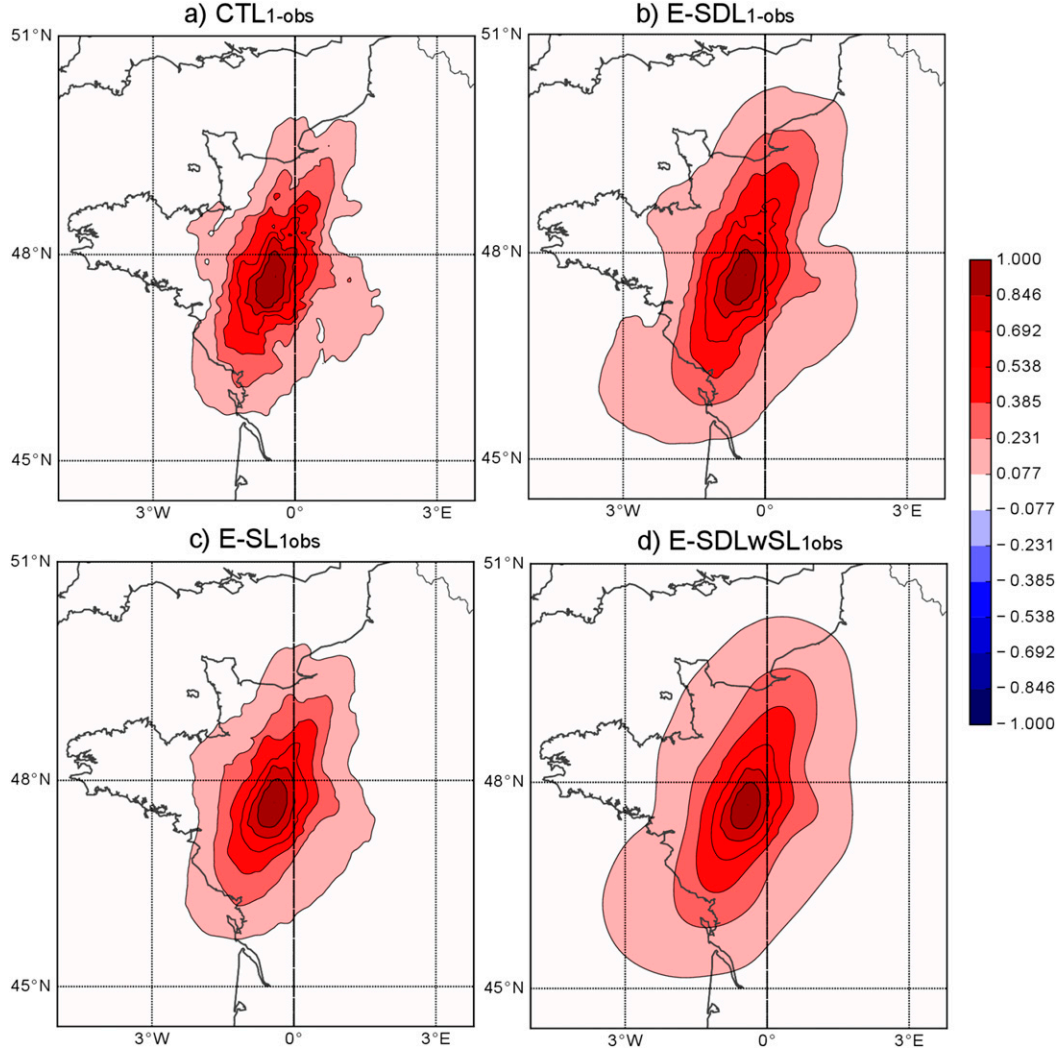 a) CTL1-obs
b) E-SDL1-obs
51°N
51°N
48°N
48°N
45°N
45°N
3°W 0° 3°E
3°W 0° 3°E
c) E-SL1obs
d) E-SDLwSL1obs
51°N
51°N
48°N
48°N
45°N
45°N
3°W 0° 3°E
3°W 0° 3°E
1.000
0.846
0.692
0.538
0.385
0.231
0.077
−0.077
−0.231
−0.385
−0.538
−0.692
−0.846
−1.000